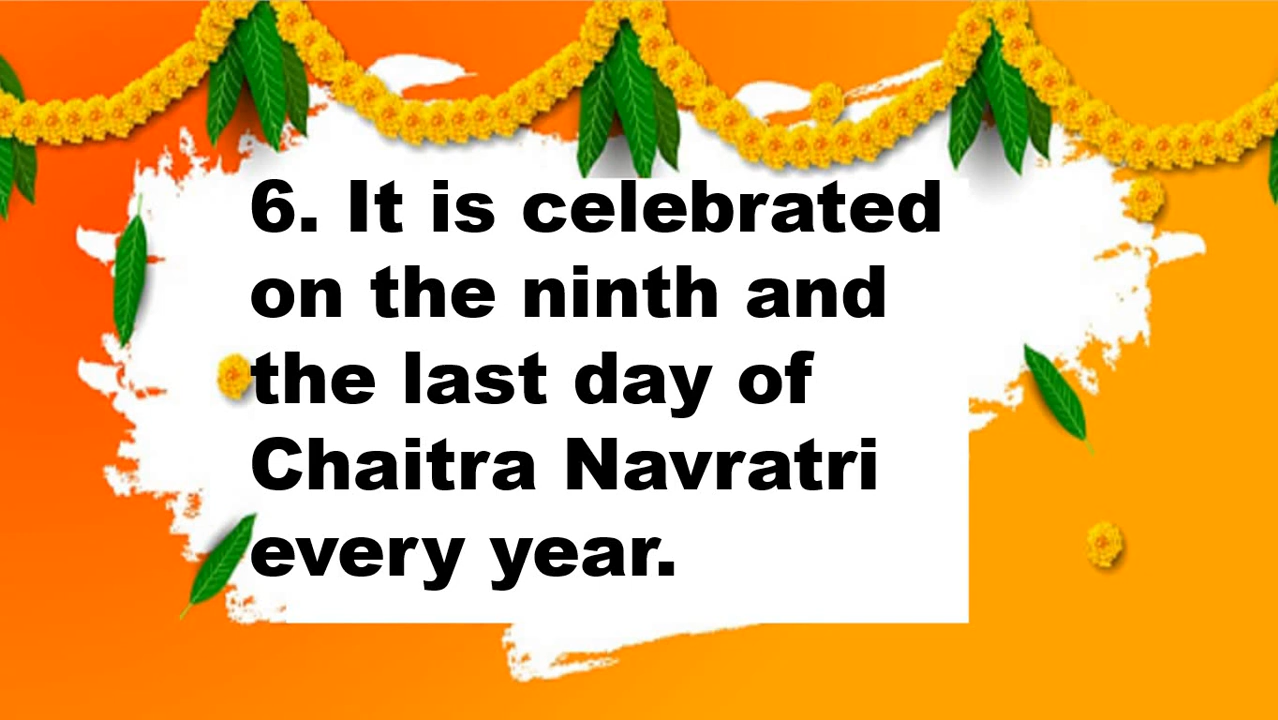 6. It is celebrated
on the ninth and
the last day of
Chaitra Navratri
every year.